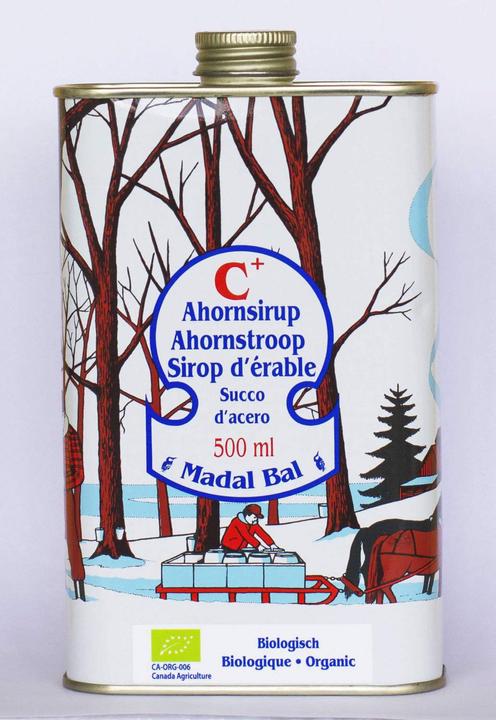 C+
Ahornsirup
Ahornstroop
Sirop d'érable
Succo
d'acero
500 ml
Madal Bal
CA-ORG-006
Canada Agriculture
Biologisch
Biologique • Organic